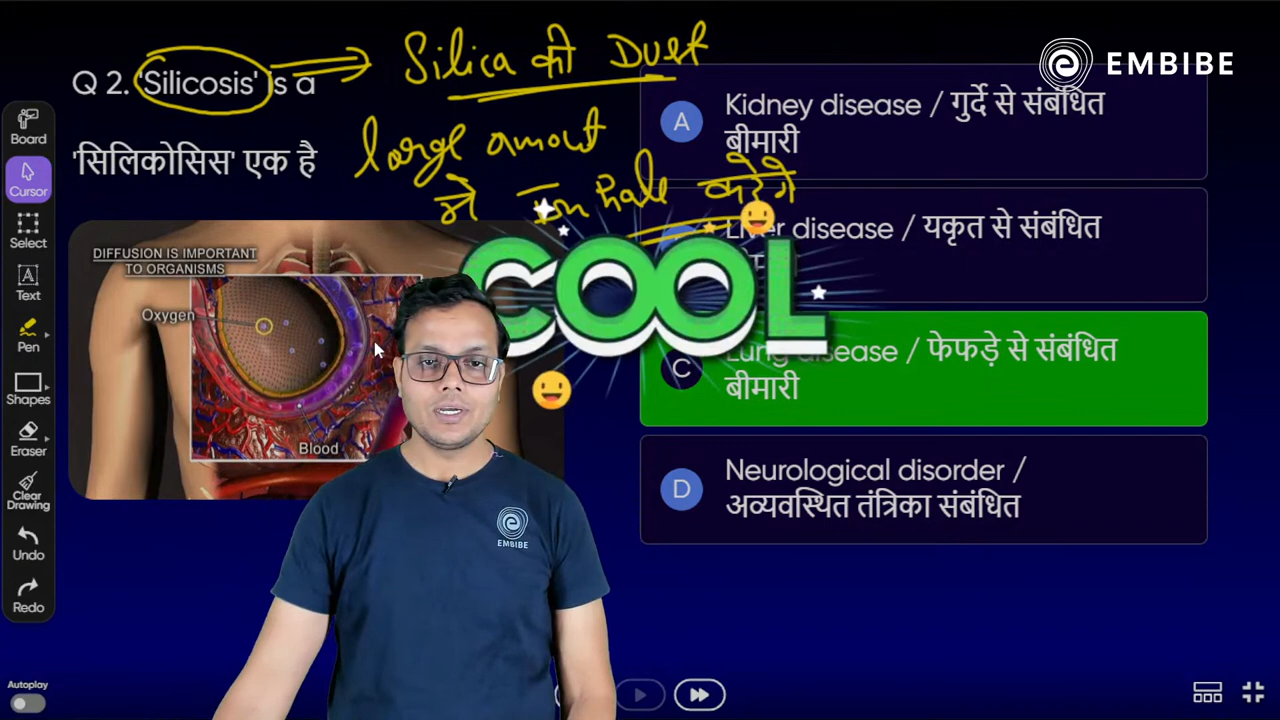 EMBIBE
Q 2. 'Silicosis' is a
'सिलिकोसिस' एक है
Silica की Dust
large amount
में Inhale करेंगे
A
Kidney disease / गुर्दे से संबंधित
बीमारी
Liver disease / यकृत से संबंधित
C
Lung disease / फेफड़े से संबंधित
बीमारी
D
Neurological disorder /
अव्यवस्थित तंत्रिका संबंधित
COOL
DIFFUSION IS IMPORTANT
TO ORGANISMS
Oxygen
Blood
EMBIBE
Board
Cursor
Select
Text
Pen
Shapes
Eraser
Clear
Drawing
Undo
Redo
Autoplay